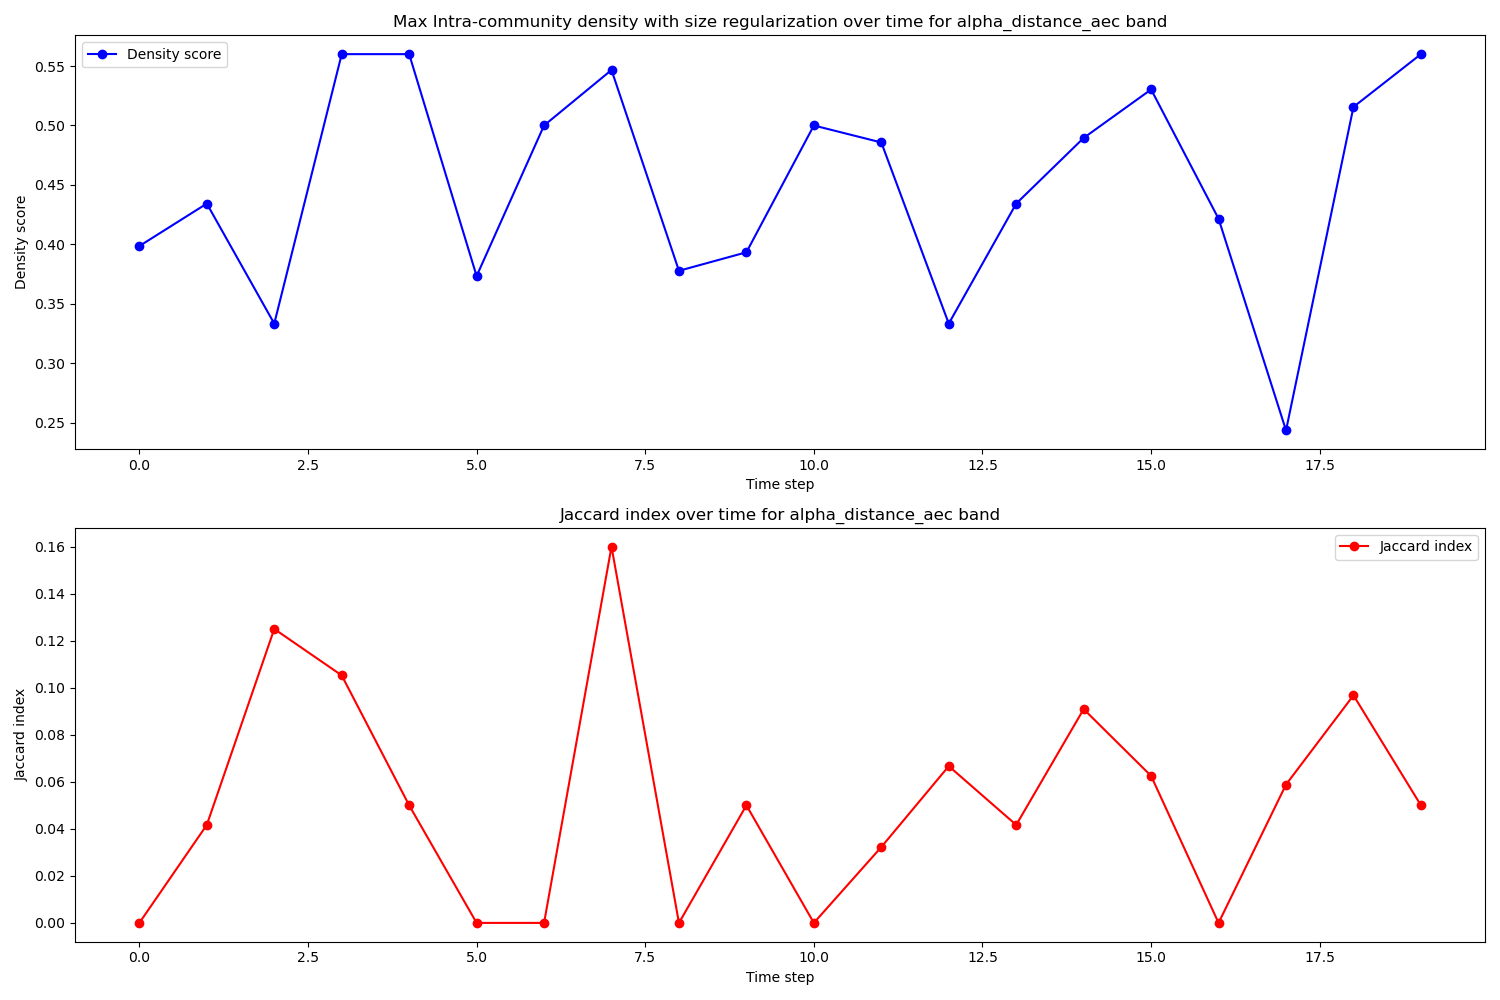 Max Intra-community density with size regularization over time for alpha_distance_aec band
Density score
Density score
0.55
0.50
0.45
0.40
0.35
0.30
0.25
0.0 2.5 5.0 7.5 10.0 12.5 15.0 17.5
Time step
Jaccard index over time for alpha_distance_aec band
Jaccard index
Jaccard index
0.16
0.14
0.12
0.10
0.08
0.06
0.04
0.02
0.00
0.0 2.5 5.0 7.5 10.0 12.5 15.0 17.5
Time step